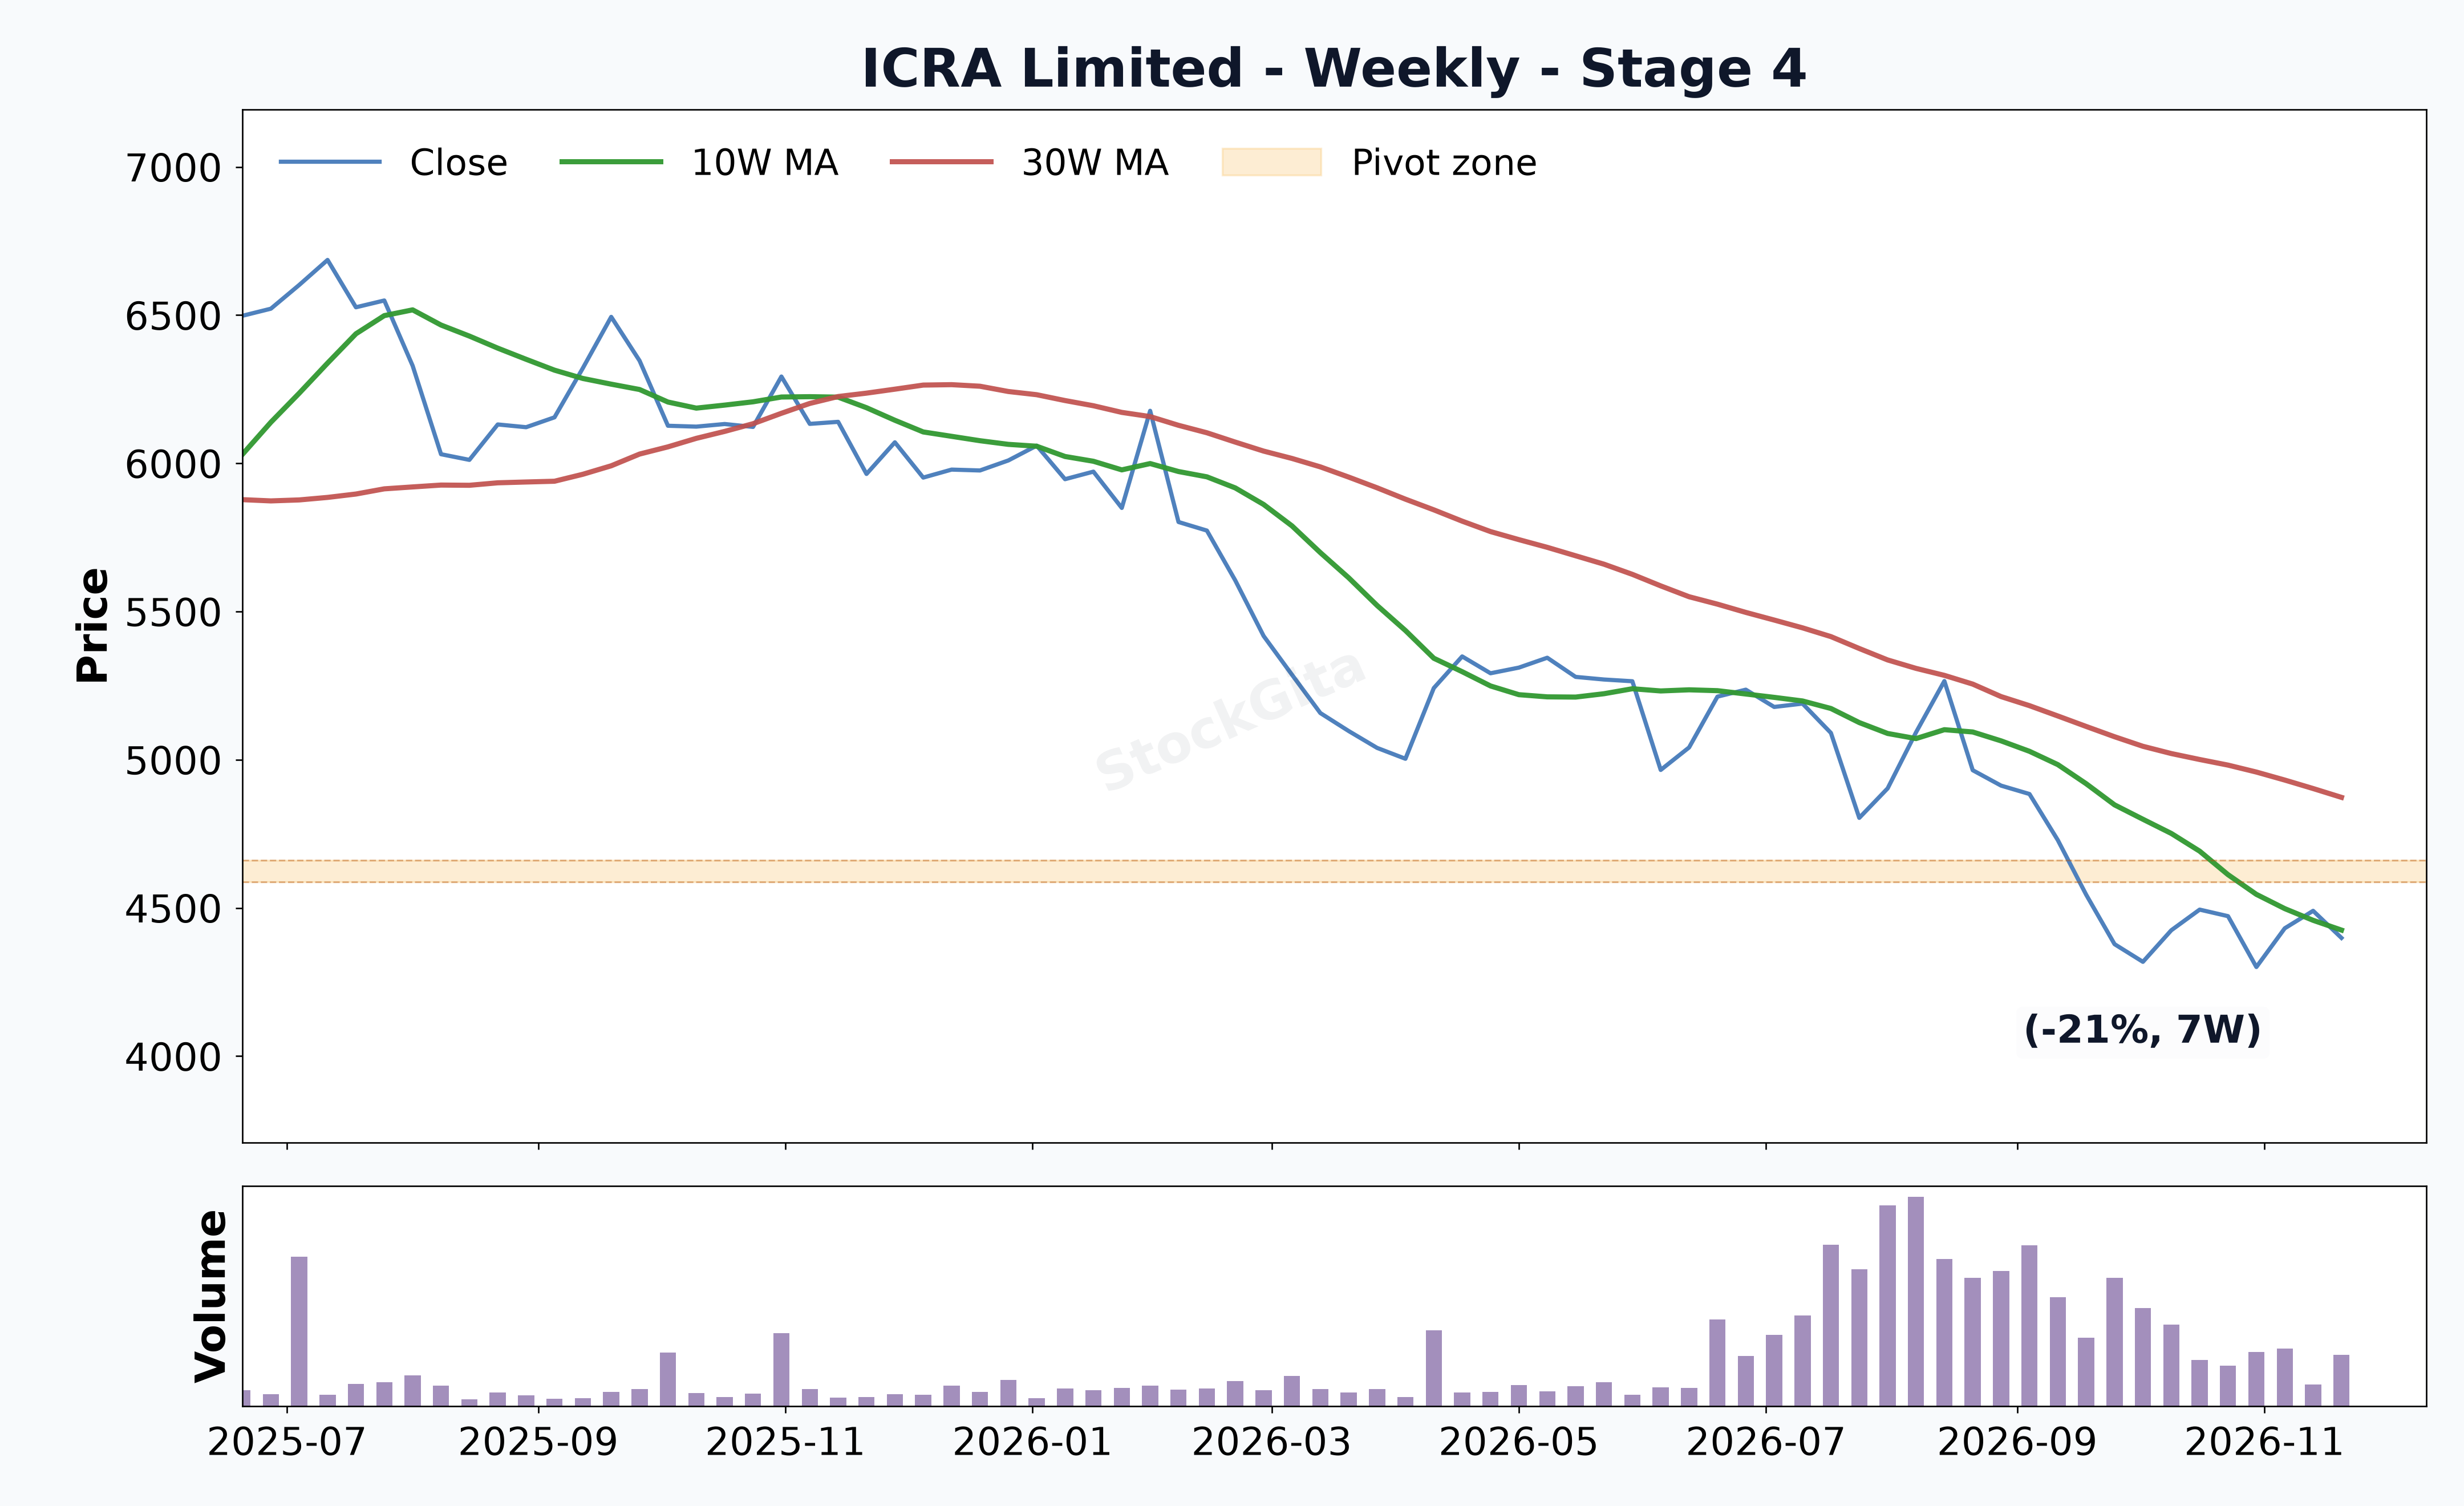 ICRA Limited - Weekly - Stage 4
Close 10W MA 30W MA Pivot zone
7000
6500
6000
5500
5000
4500
4000
Price
StockGita
(-21%, 7W)
Volume
2025-07 2025-09 2025-11 2026-01 2026-03 2026-05 2026-07 2026-09 2026-11